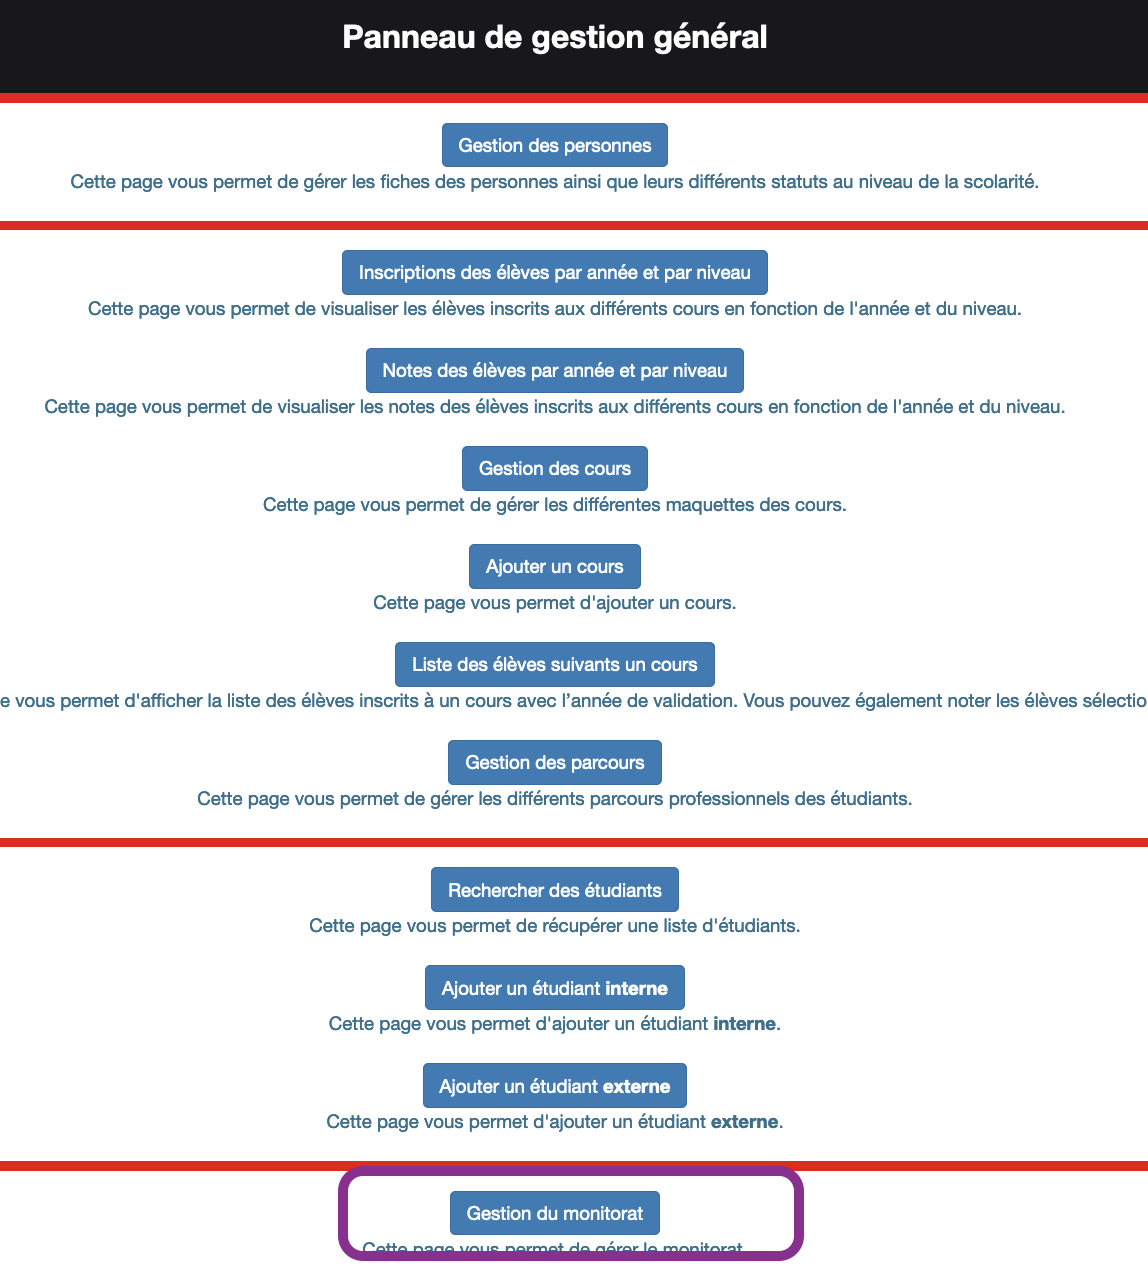 Panneau de gestion général
Gestion des personnes
Cette page vous permet de gérer les fiches des personnes ainsi que leurs différents statuts au niveau de la scolarité.
Inscriptions des élèves par année et par niveau
Cette page vous permet de visualiser les élèves inscrits aux différents cours en fonction de l'année et du niveau.
Notes des élèves par année et par niveau
Cette page vous permet de visualiser les notes des élèves inscrits aux différents cours en fonction de l'année et du niveau.
Gestion des cours
Cette page vous permet de gérer les différentes maquettes des cours.
Ajouter un cours
Cette page vous permet d'ajouter un cours.
Liste des élèves suivants un cours
e vous permet d'afficher la liste des élèves inscrits à un cours avec l’année de validation. Vous pouvez également noter les élèves sélectio
Gestion des parcours
Cette page vous permet de gérer les différents parcours professionnels des étudiants.
Rechercher des étudiants
Cette page vous permet de récupérer une liste d'étudiants.
Ajouter un étudiant interne
Cette page vous permet d'ajouter un étudiant interne.
Ajouter un étudiant externe
Cette page vous permet d'ajouter un étudiant externe.
Gestion du monitorat
Cette page vous permet de gérer le monitorat